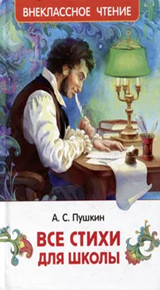 ВНЕКЛАССНОЕ ЧТЕНИЕ
А. С. Пушкин
ВСЕ СТИХИ
ДЛЯ ШКОЛЫ